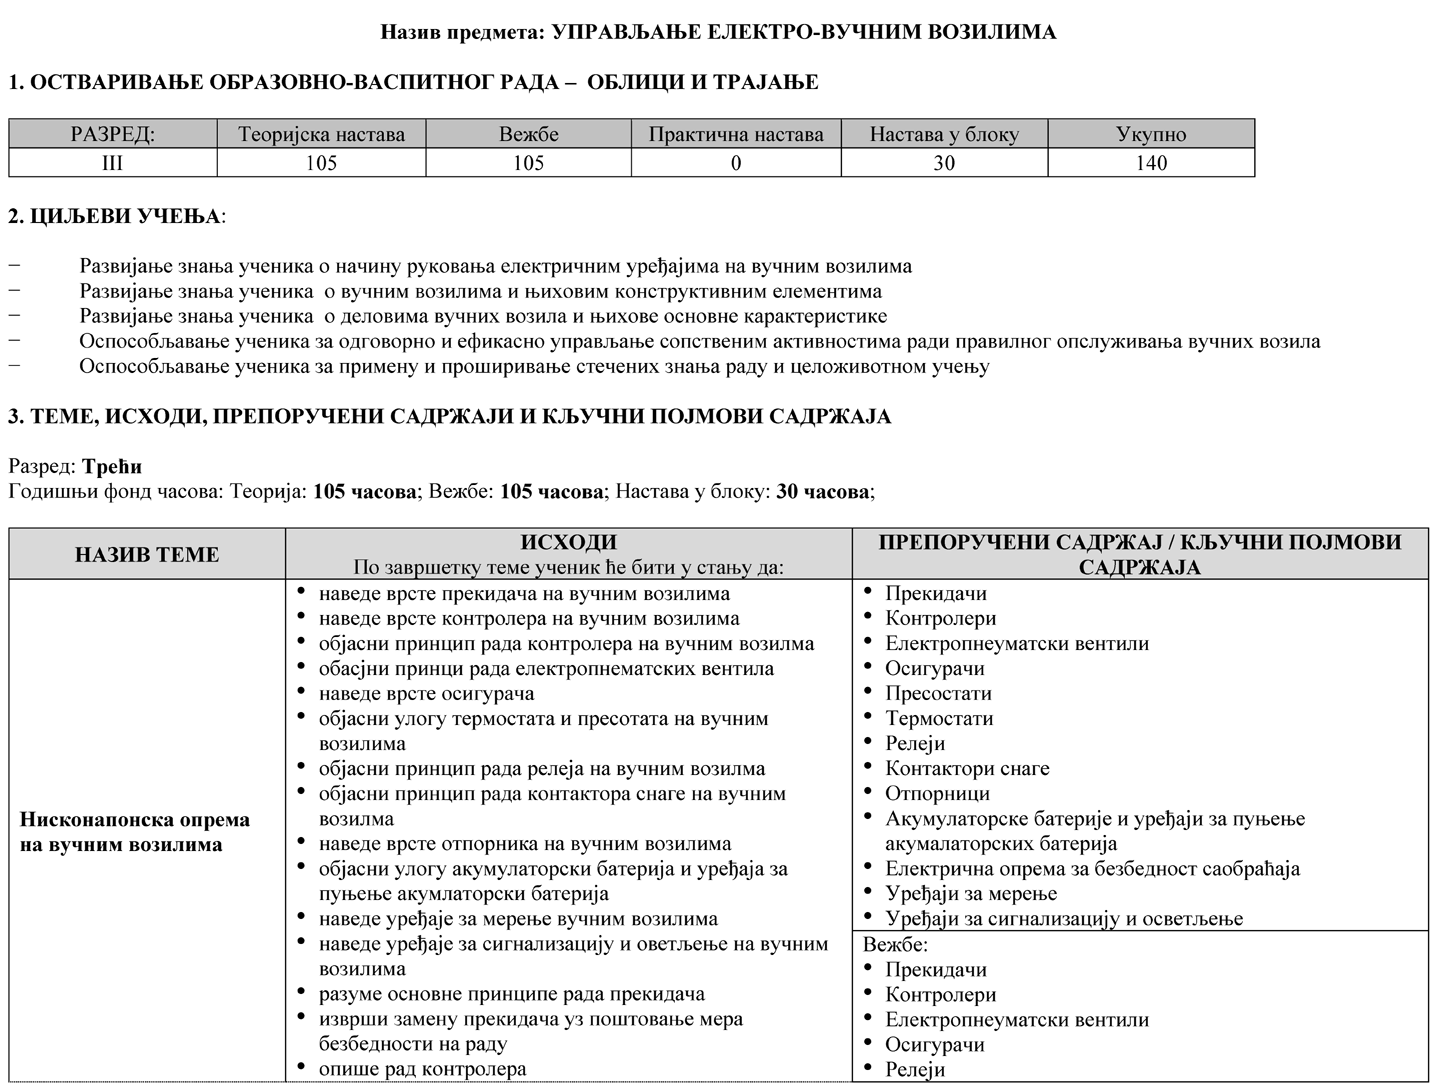 Назив предмета: УПРАВЉАЊЕ ЕЛЕКТРО-ВУЧНИМ ВОЗИЛИМА
1. ОСТВАРИВАЊЕ ОБРАЗОВНО-ВАСПИТНОГ РАДА – ОБЛИЦИ И ТРАЈАЊЕ
РАЗРЕД: Теоријска настава Вежбе Практична настава Настава у блоку Укупно
III 105 105 0 30 140
2. ЦИЉЕВИ УЧЕЊА:
– Развијање знања ученика о начину руковања електричним уређајима на вучним возилима
– Развијање знања ученика о вучним возилима и њиховим конструктивним елементима
– Развијање знања ученика о деловима вучних возила и њихове основне карактеристике
– Оспособљавање ученика за одговорно и ефикасно управљање сопственим активностима ради правилног опслуживања вучних возила
– Оспособљавање ученика за примену и проширивање стечених знања раду и целоживотном учењу
3. ТЕМЕ, ИСХОДИ, ПРЕПОРУЧЕНИ САДРЖАЈИ И КЉУЧНИ ПОЈМОВИ САДРЖАЈА
Разред: Трећи
Годишњи фонд часова: Теорија: 105 часова; Вежбе: 105 часова; Настава у блоку: 30 часова;
НАЗИВ ТЕМЕ
ИСХОДИ
По завршетку теме ученик ће бити у стању да:
ПРЕПОРУЧЕНИ САДРЖАЈ / КЉУЧНИ ПОЈМОВИ
САДРЖАЈА
Нисконапонска опрема
на вучним возилима
• наведе врсте прекидача на вучним возилима
• наведе врсте контролера на вучним возилима
• објасни принцип рада контролера на вучним возилма
• обасјни принци рада електропнематских вентила
• наведе врсте осигурача
• објасни улогу термостата и пресотата на вучним
возилима
• објасни принцип рада релеја на вучним возилма
• објасни принцип рада контактора снаге на вучним
возилма
• наведе врсте отпорника на вучним возилима
• објасни улогу акумулаторски батерија и уређаја за
пуњење акумлаторски батерија
• наведе уређаје за мерење вучним возилима
• наведе уређаје за сигнализацију и оветљење на вучним
возилима
• разуме основне принципе рада прекидача
• изврши замену прекидача уз поштовање мера
безбедности на раду
• опише рад контролера
• Прекидачи
• Контролери
• Електропнеуматски вентили
• Осигурачи
• Пресостати
• Термостати
• Релеји
• Контактори снаге
• Отпорници
• Акумулаторске батерије и уређаји за пуњење
акумалаторских батерија
• Електрична опрема за безбедност саобраћаја
• Уређаји за мерење
• Уређаји за сигнализацију и осветљење
Вежбе:
• Прекидачи
• Контролери
• Електропнеуматски вентили
• Осигурачи
• Релеји